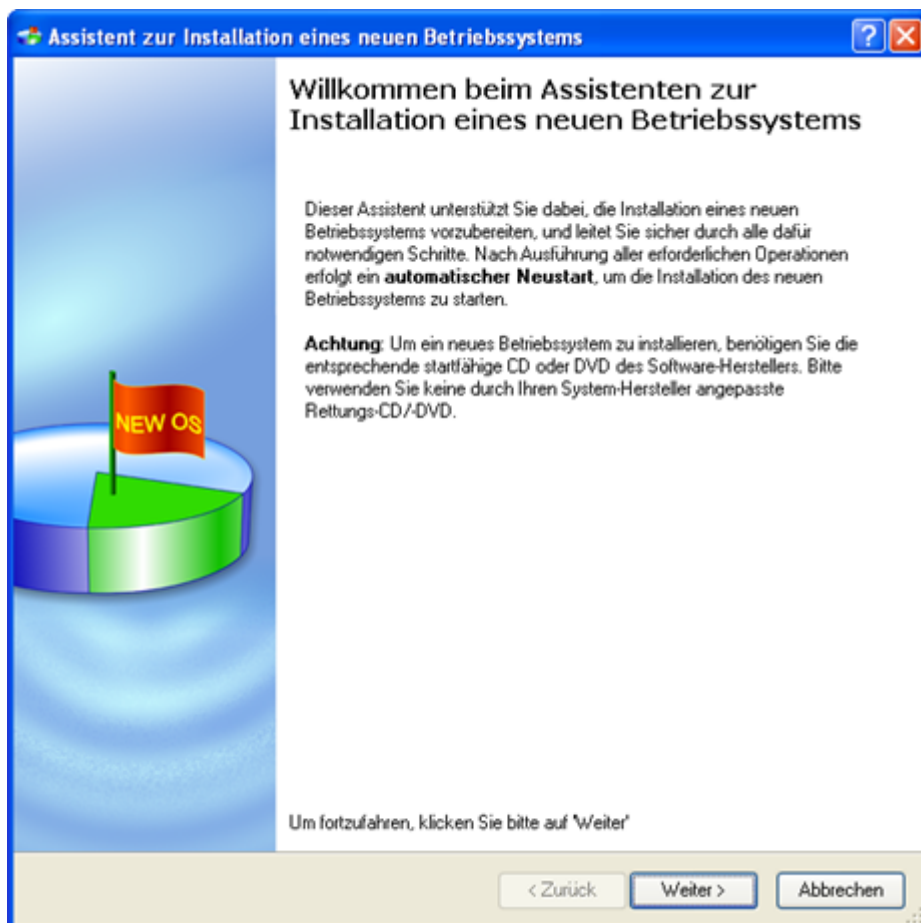 Assistent zur Installation eines neuen Betriebssystems
Willkommen beim Assistenten zur
Installation eines neuen Betriebssystems
Dieser Assistent unterstützt Sie dabei, die Installation eines neuen
Betriebssystems vorzubereiten, und leitet Sie sicher durch alle dafür
notwendigen Schritte. Nach Ausführung aller erforderlichen Operationen
erfolgt ein automatischer Neustart, um die Installation des neuen
Betriebssystems zu starten.
Achtung: Um ein neues Betriebssystem zu installieren, benötigen Sie die
entsprechende startfähige CD oder DVD des Software-Herstellers. Bitte
verwenden Sie keine durch Ihren System-Hersteller angepasste
Rettungs-CD/-DVD.
NEW OS
Um fortzufahren, klicken Sie bitte auf 'Weiter'
< Zurück
Weiter >
Abbrechen